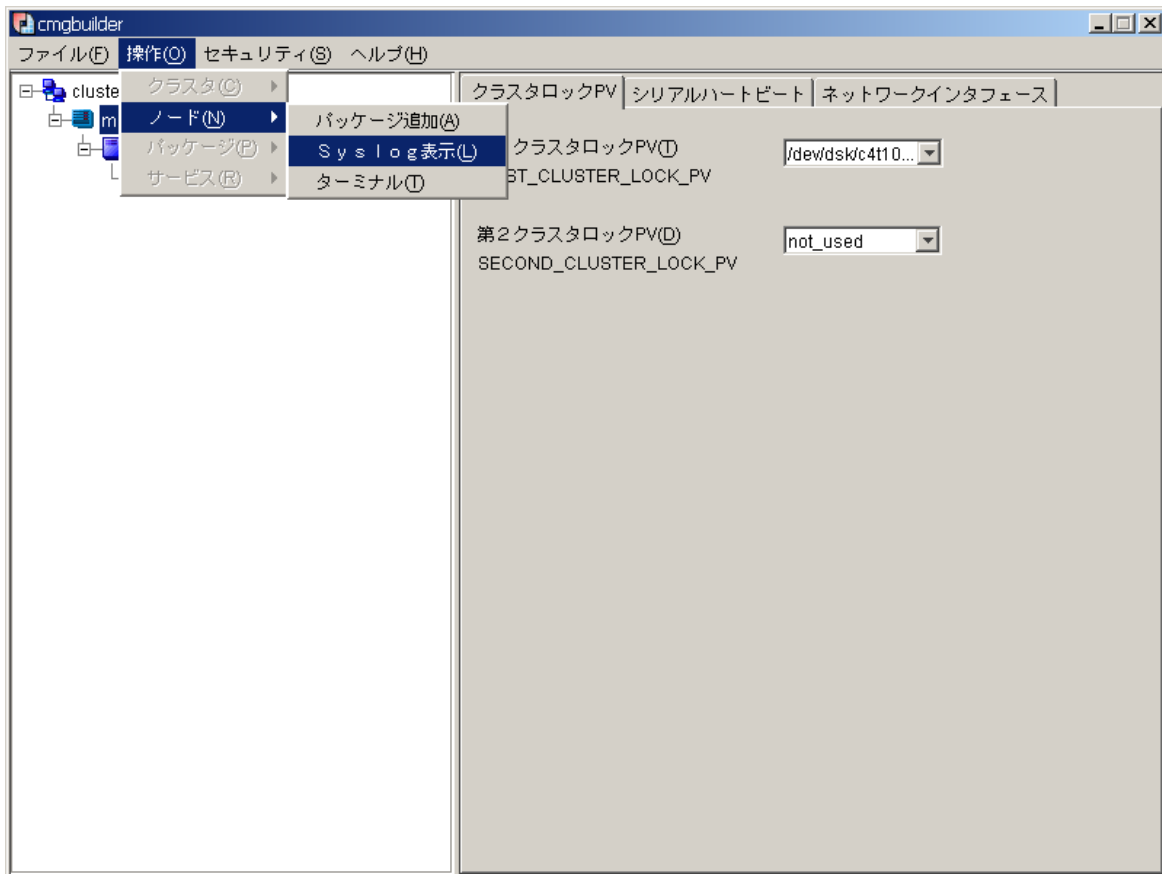 cmgbuilder
ファイル(F) 操作(O) セキュリティ(S) ヘルプ(H)
cluste
m
クラスタ(C)
ノード(N)
パッケージ(P)
サービス(R)
パッケージ追加(A)
Ｓｙｓｌｏｇ表示(L)
ターミナル(T)
クラスタロックPV シリアルハートビート ネットワークインタフェース
クラスタロックPV(T) /dev/dsk/c4t10...
ST_CLUSTER_LOCK_PV
第２クラスタロックPV(D) not_used
SECOND_CLUSTER_LOCK_PV